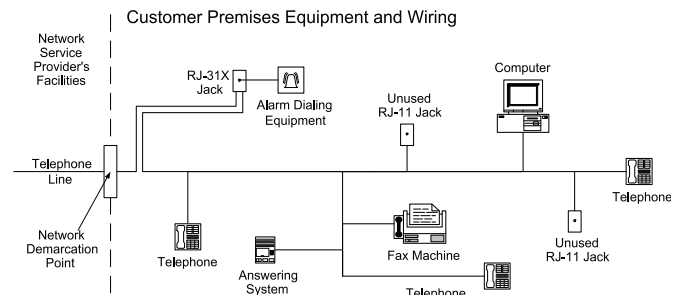 Customer Premises Equipment and Wiring
Network
Service
Provider's
Facilities
RJ-31X
Jack
Alarm Dialing
Equipment
Unused
RJ-11 Jack
Computer
Telephone
Line
Telephone
Network
Demarcation
Point
Telephone
Answering
System
Fax Machine
Telephone
Unused
RJ-11 Jack